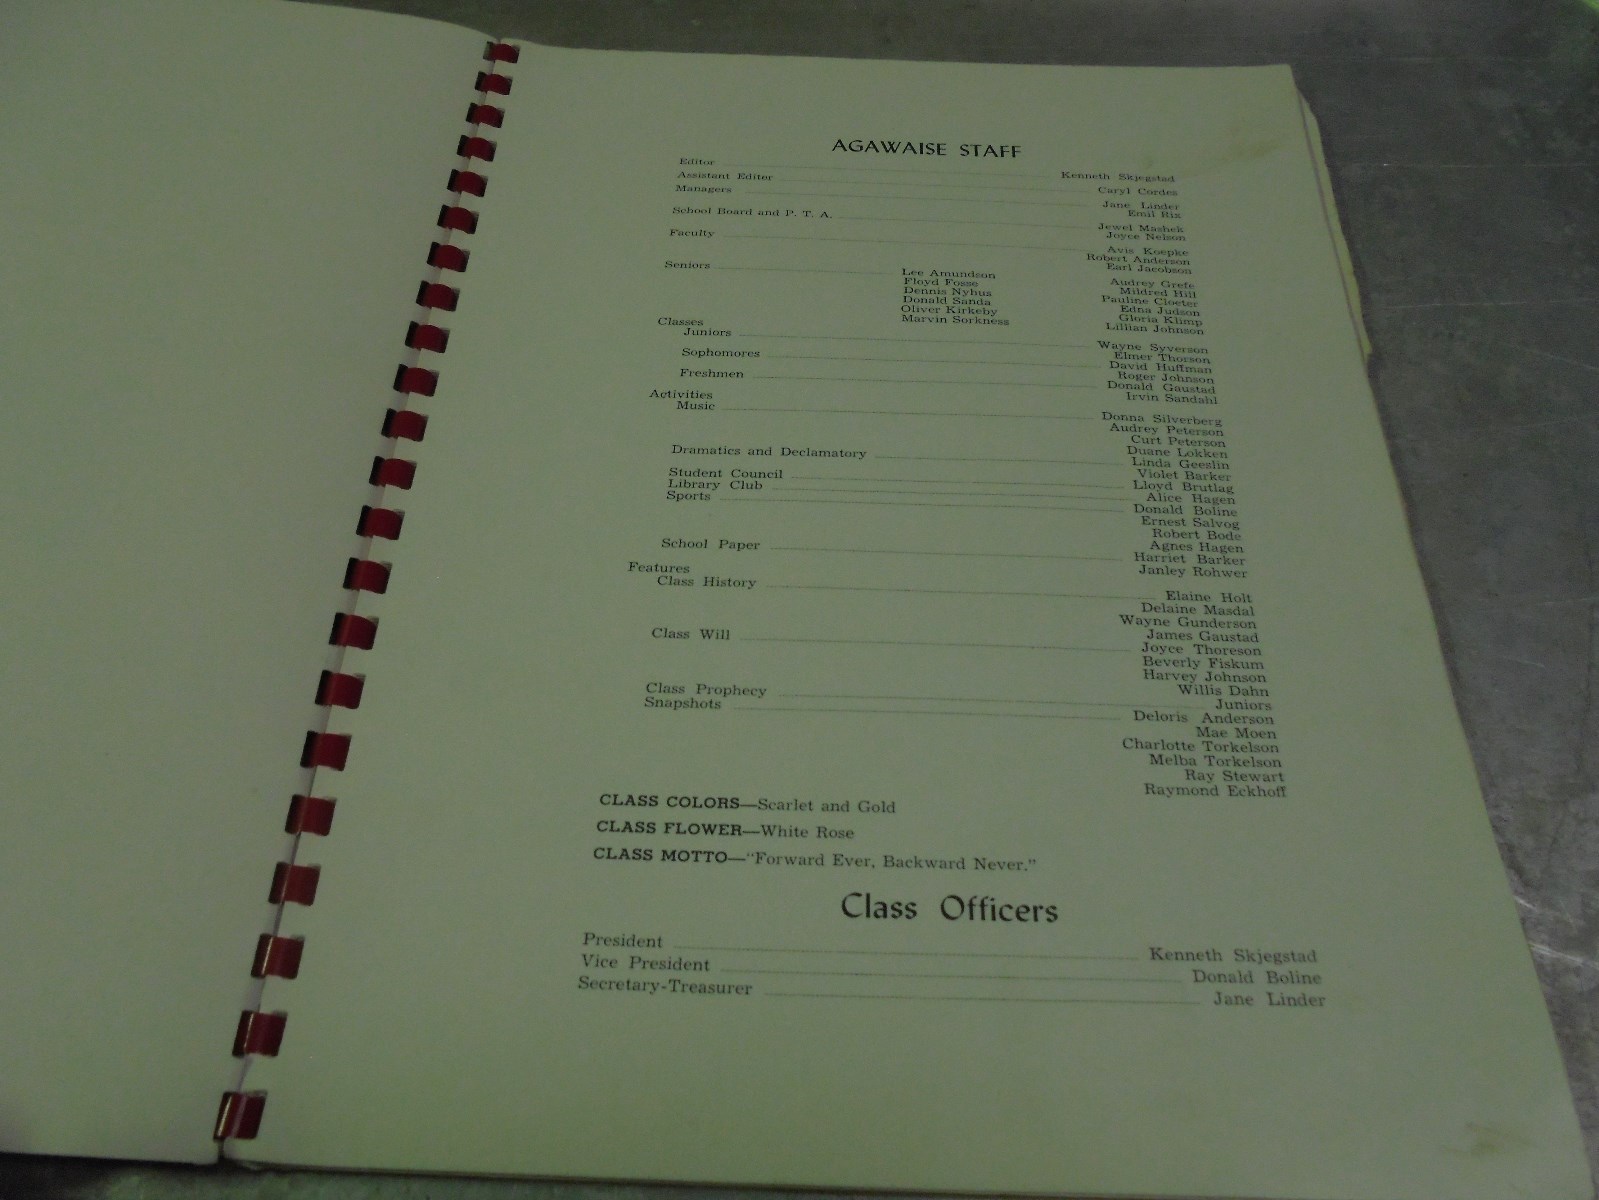 AGAWAISE STAFF
Editor Kenneth Skjegstad
Assistant Editor Caryl Cordes
Managers Jane Linder
Emil Rix
School Board and P. T. A. Jewel Mashek
Joyce Nelson
Faculty Avis Koepke
Robert Anderson
Earl Jacobson
Seniors Lee Amundson Audrey Grefe
Floyd Fosse Mildred Hill
Dennis Nyhus Pauline Cloeter
Donald Sanda Edna Judson
Oliver Kirkeby Gloria Klimp
Marvin Sorkness Lillian Johnson
Classes
Juniors Wayne Syverson
Elmer Thorson
Sophomores David Huffman
Roger Johnson
Freshmen Donald Gaustad
Irvin Sandahl
Activities
Music Donna Silverberg
Audrey Peterson
Curt Peterson
Duane Lokken
Dramatics and Declamatory Linda Geeslin
Violet Barker
Student Council Lloyd Brutlag
Library Club Alice Hagen
Sports Donald Boline
Ernest Salvog
Robert Bode
Agnes Hagen
School Paper Harriet Barker
Janley Rohwer
Features
Class History Elaine Holt
Delaine Masdal
Wayne Gunderson
James Gaustad
Class Will Joyce Thoreson
Beverly Fiskum
Harvey Johnson
Willis Dahn
Class Prophecy Juniors
Snapshots Deloris Anderson
Mae Moen
Charlotte Torkelson
Melba Torkelson
Ray Stewart
Raymond Eckhoff
CLASS COLORS—Scarlet and Gold
CLASS FLOWER—White Rose
CLASS MOTTO—"Forward Ever, Backward Never."
Class Officers
President Kenneth Skjegstad
Vice President Donald Boline
Secretary-Treasurer Jane Linder